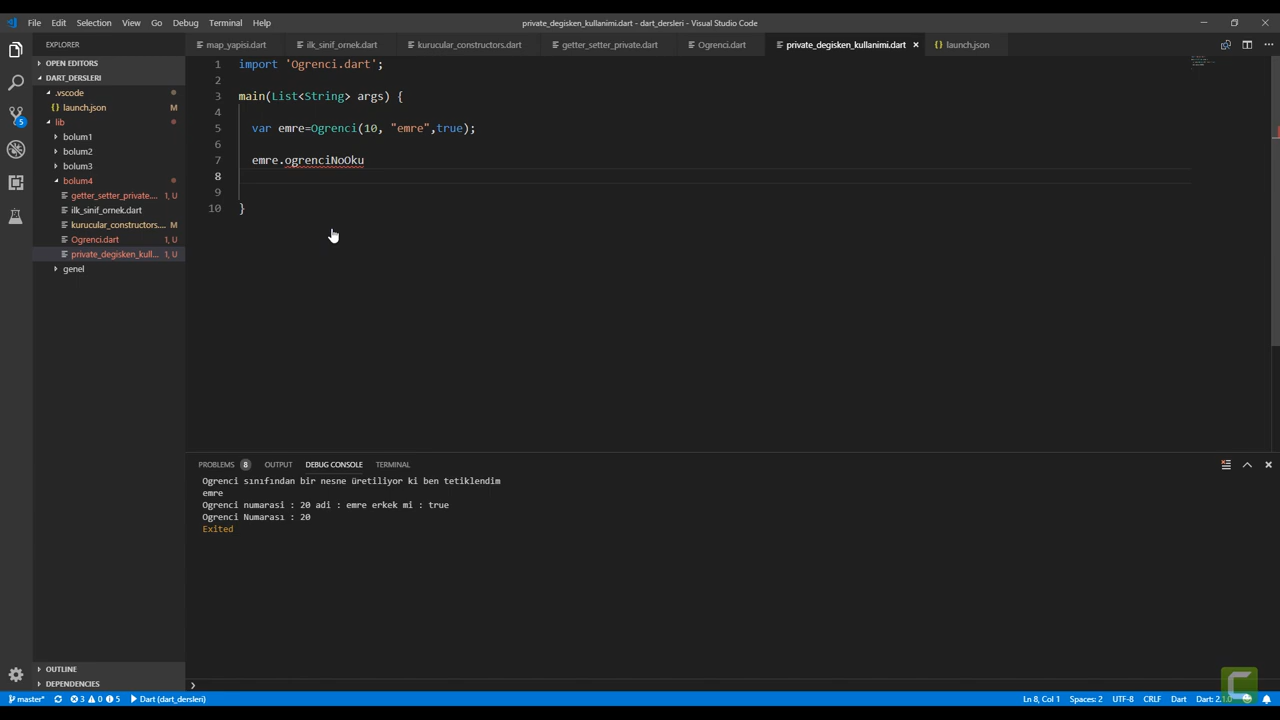 File Edit Selection View Go Debug Terminal Help
private_degisken_kullanimi.dart - dart_dersleri - Visual Studio Code
EXPLORER
map_yapisi.dart
ilk_sinif_ornek.dart
kurucular_constructors.dart
getter_setter_private.dart
Ogrenci.dart
private_degisken_kullanimi.dart
launch.json
OPEN EDITORS
DART_DERSLERI
.vscode
launch.json M
lib
bolum1
bolum2
bolum3
bolum4
getter_setter_private.... 1, U
ilk_sinif_ornek.dart
kurucular_constructors.... M
Ogrenci.dart 1, U
private_degisken_kull... 1, U
genel
5
1 import 'Ogrenci.dart';
2
3 main(List<String> args) {
4
5 var emre=Ogrenci(10, "emre",true);
6
7 emre.ogrenciNoOku
8
9
10 }
PROBLEMS 8 OUTPUT DEBUG CONSOLE TERMINAL
Ogrenci sınıfından bir nesne üretiliyor ki ben tetiklendim
emre
Ogrenci numarasi : 20 adi : emre erkek mi : true
Ogrenci Numarası : 20
Exited
OUTLINE
DEPENDENCIES
master* 3 0 5 Dart (dart_dersleri)
Ln 8, Col 1 Spaces: 2 UTF-8 CRLF Dart